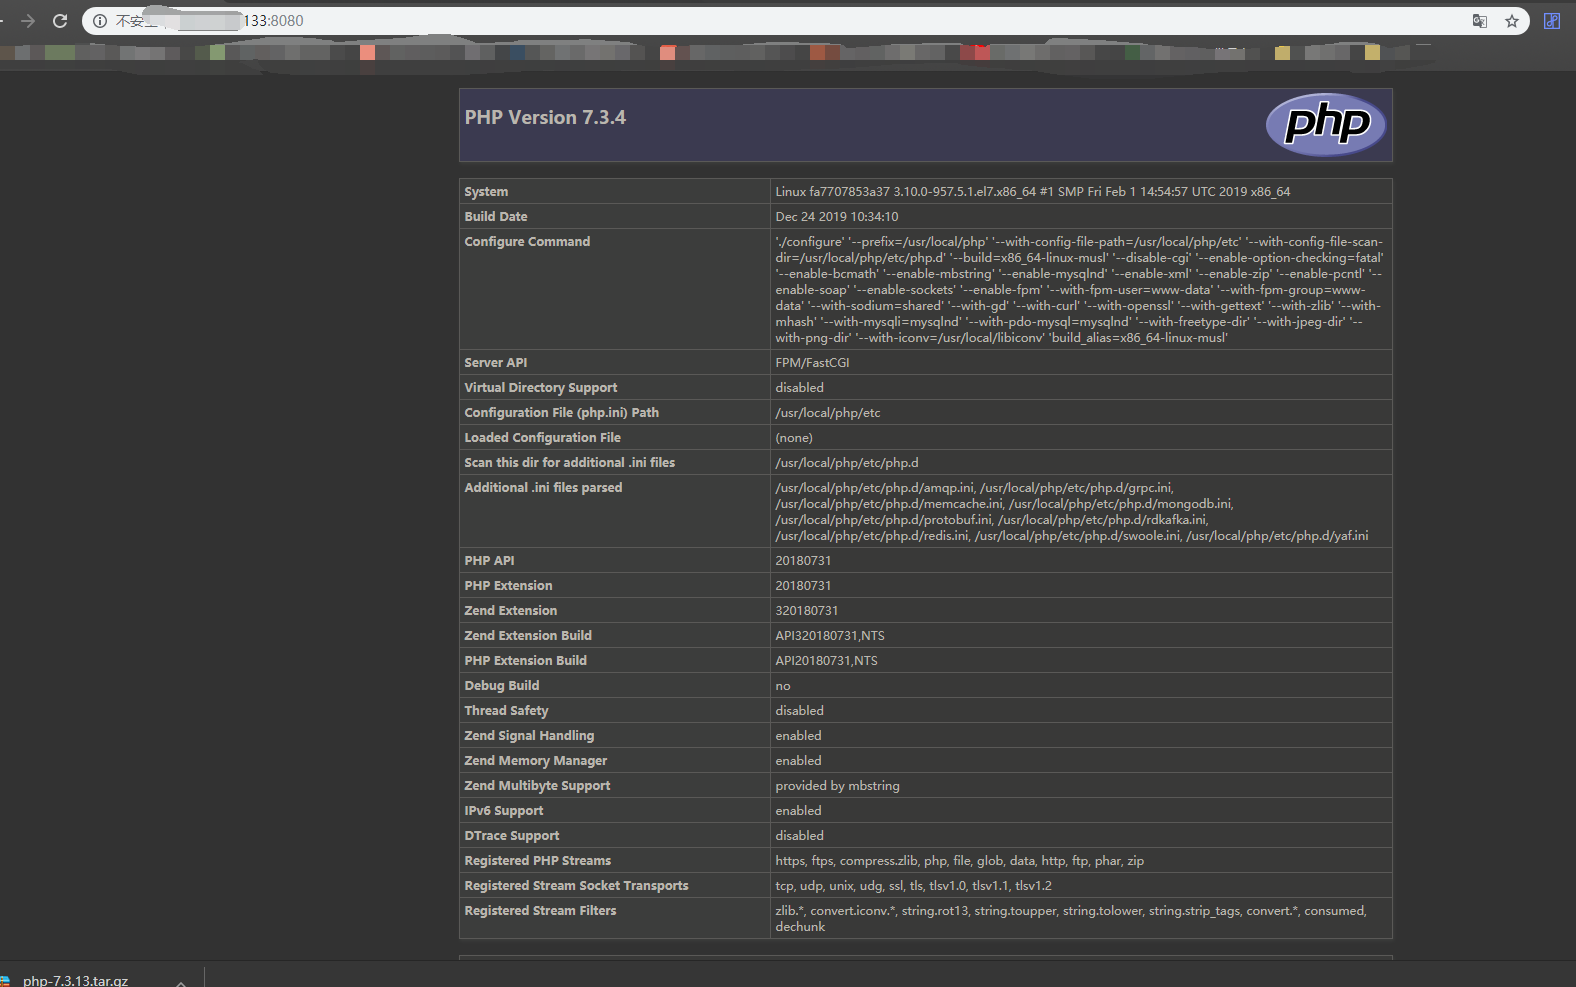 不安全
133:8080
PHP Version 7.3.4
php
System
Linux fa7707853a37 3.10.0-957.5.1.el7.x86_64 #1 SMP Fri Feb 1 14:54:57 UTC 2019 x86_64
Build Date
Dec 24 2019 10:34:10
Configure Command
'./configure' '--prefix=/usr/local/php' '--with-config-file-path=/usr/local/php/etc' '--with-config-file-scan-
dir=/usr/local/php/etc/php.d' '--build=x86_64-linux-musl' '--disable-cgi' '--enable-option-checking=fatal'
'--enable-bcmath' '--enable-mbstring' '--enable-mysqlnd' '--enable-xml' '--enable-zip' '--enable-pcntl' '--
enable-soap' '--enable-sockets' '--enable-fpm' '--with-fpm-user=www-data' '--with-fpm-group=www-
data' '--with-sodium=shared' '--with-gd' '--with-curl' '--with-openssl' '--with-gettext' '--with-zlib' '--with-
mhash' '--with-mysqli=mysqlnd' '--with-pdo-mysql=mysqlnd' '--with-freetype-dir' '--with-jpeg-dir' '--
with-png-dir' '--with-iconv=/usr/local/libiconv' 'build_alias=x86_64-linux-musl'
Server API
FPM/FastCGI
Virtual Directory Support
disabled
Configuration File (php.ini) Path
/usr/local/php/etc
Loaded Configuration File
(none)
Scan this dir for additional .ini files
/usr/local/php/etc/php.d
Additional .ini files parsed
/usr/local/php/etc/php.d/amqp.ini, /usr/local/php/etc/php.d/grpc.ini,
/usr/local/php/etc/php.d/memcache.ini, /usr/local/php/etc/php.d/mongodb.ini,
/usr/local/php/etc/php.d/protobuf.ini, /usr/local/php/etc/php.d/rdkafka.ini,
/usr/local/php/etc/php.d/redis.ini, /usr/local/php/etc/php.d/swoole.ini, /usr/local/php/etc/php.d/yaf.ini
PHP API
20180731
PHP Extension
20180731
Zend Extension
320180731
Zend Extension Build
API320180731,NTS
PHP Extension Build
API20180731,NTS
Debug Build
no
Thread Safety
disabled
Zend Signal Handling
enabled
Zend Memory Manager
enabled
Zend Multibyte Support
provided by mbstring
IPv6 Support
enabled
DTrace Support
disabled
Registered PHP Streams
https, ftps, compress.zlib, php, file, glob, data, http, ftp, phar, zip
Registered Stream Socket Transports
tcp, udp, unix, udg, ssl, tls, tlsv1.0, tlsv1.1, tlsv1.2
Registered Stream Filters
zlib.*, convert.iconv.*, string.rot13, string.toupper, string.tolower, string.strip_tags, convert.*, consumed,
dechunk
php-7.3.13.tar.gz